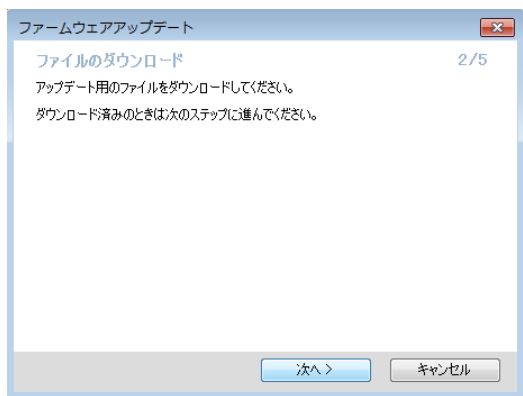 ファームウェアアップデート
ファイルのダウンロード 2/5
アップデート用のファイルをダウンロードしてください。
ダウンロード済みのときは次のステップに進んでください。
次へ >
キャンセル